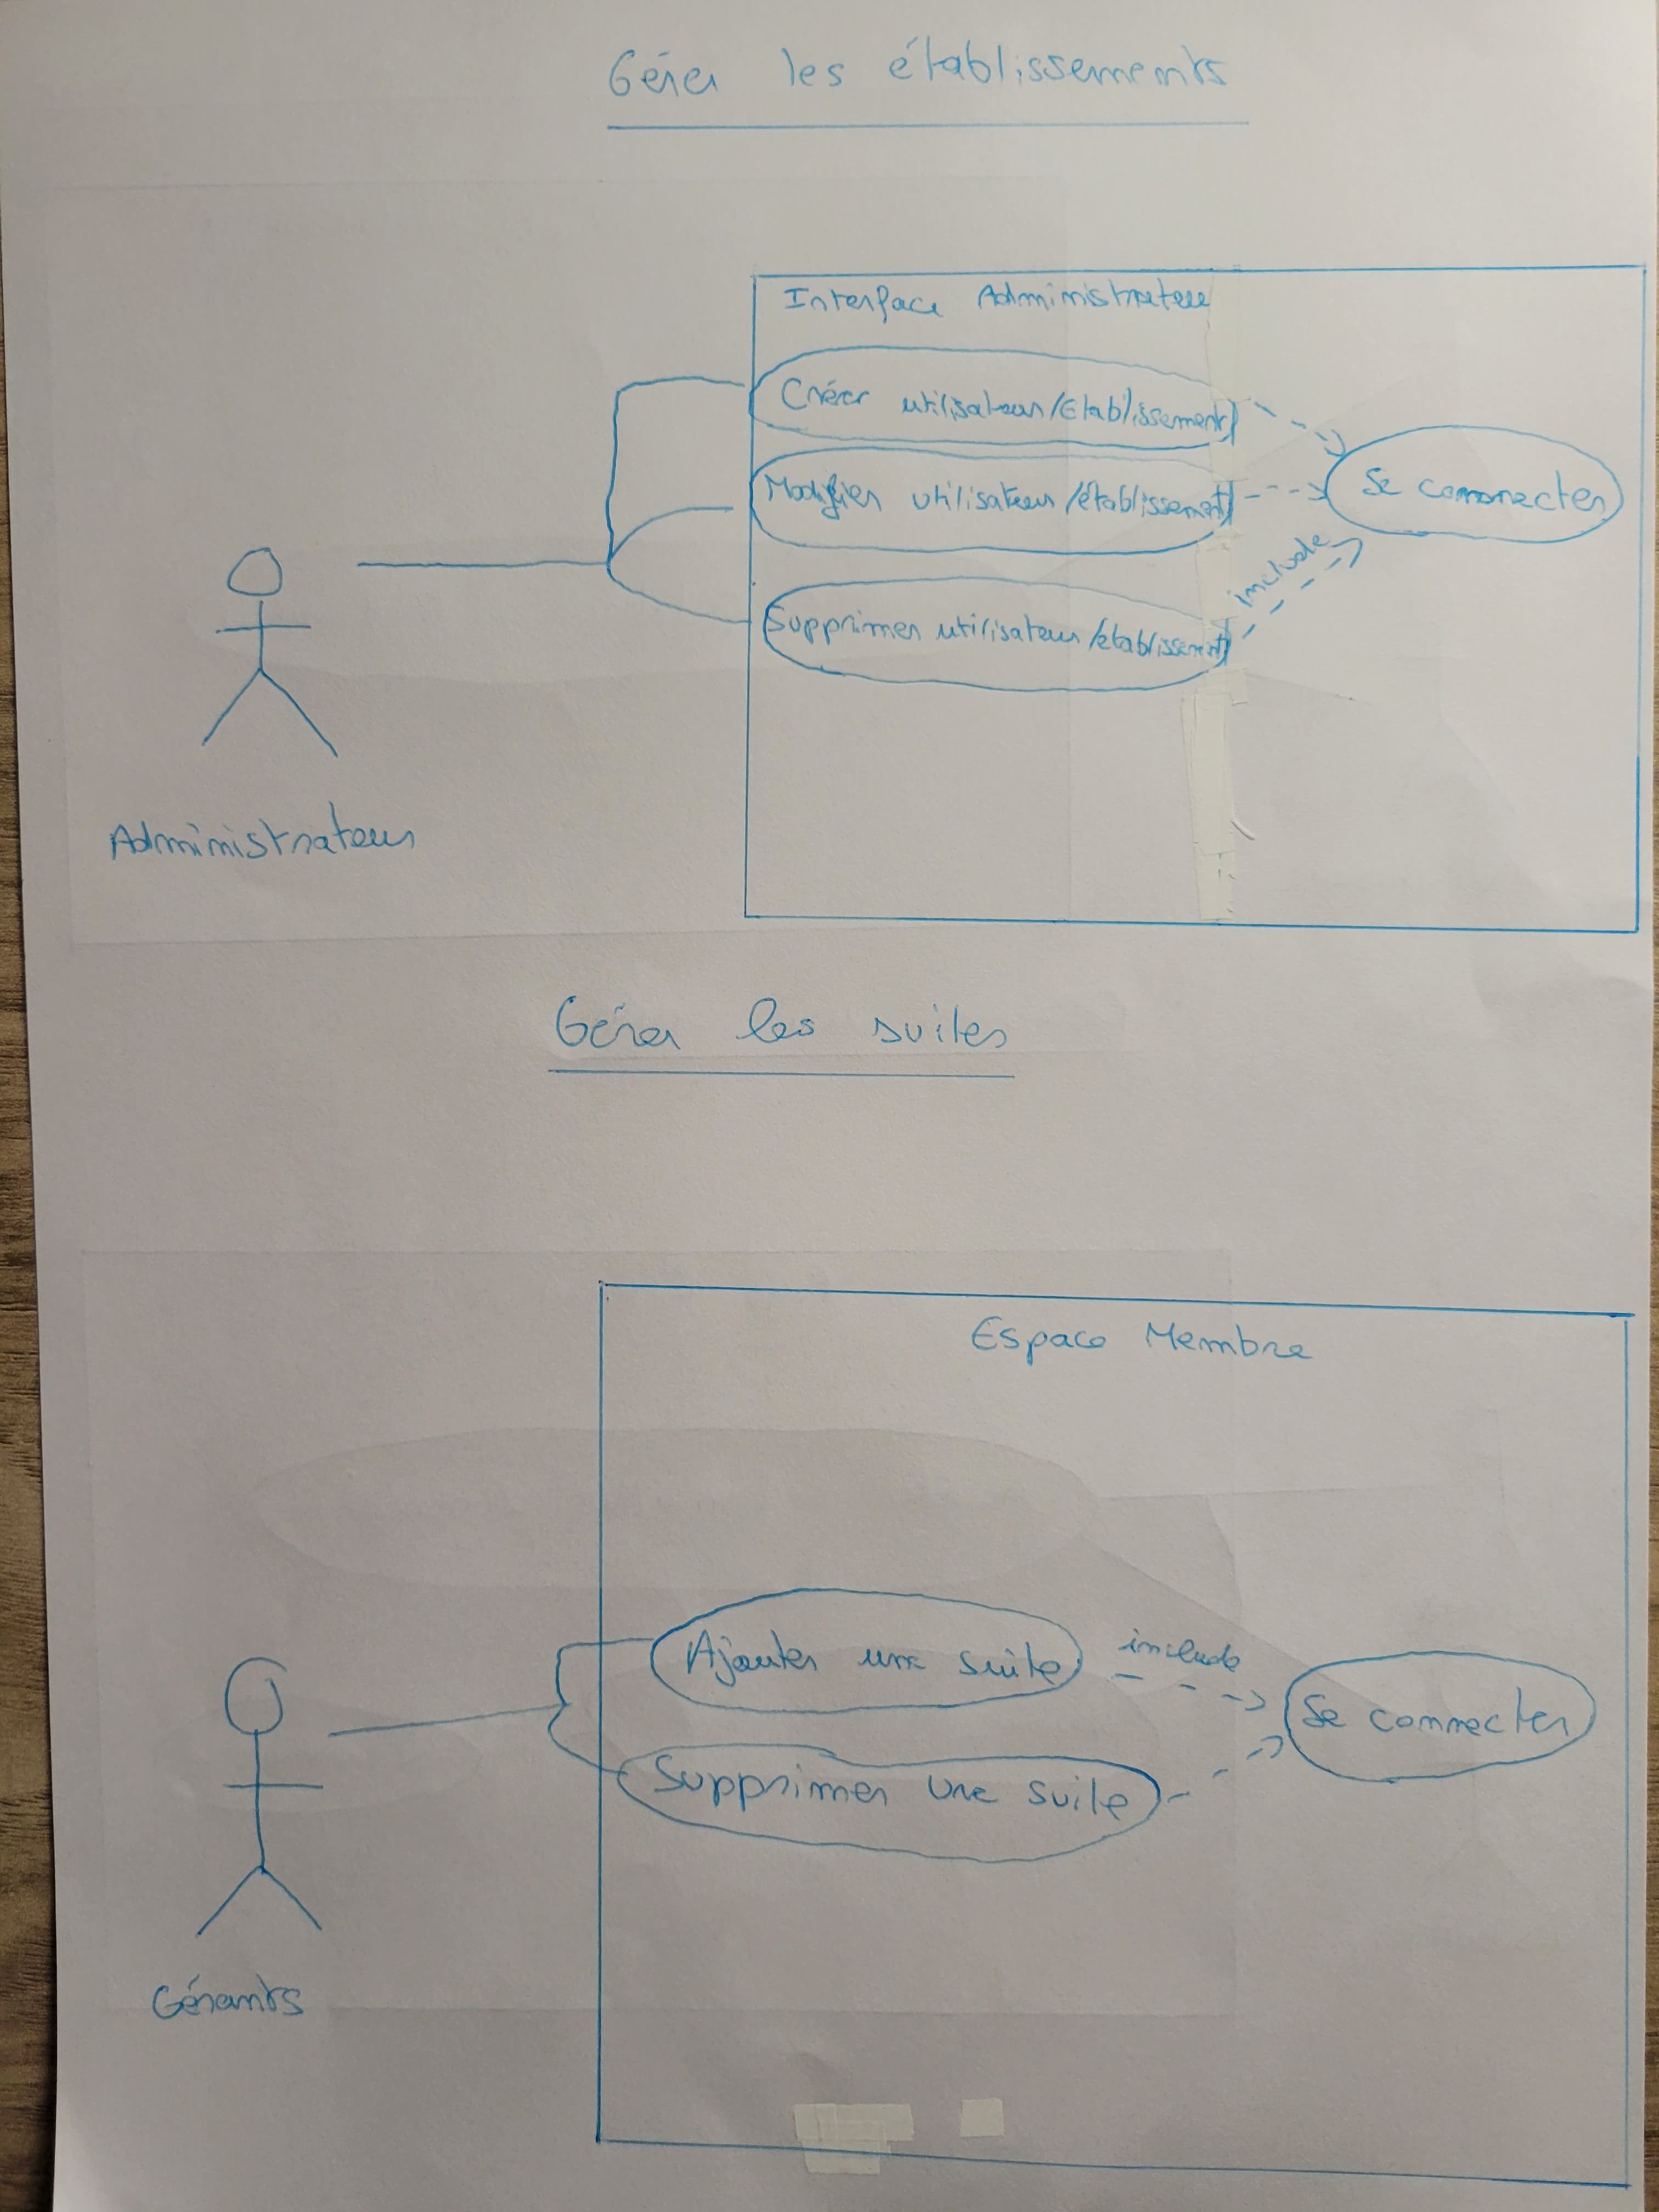 Gérer les établissements
Interface Administrateur
Créer utilisateur/Etablissement
Modifier utilisateur/établissement
Se connecter
include
Supprimer utilisateur/établissement
Administrateur
Gérer les suites
Espace Membre
Ajouter une suite
include
Se connecter
Supprimer une suite
Gérants